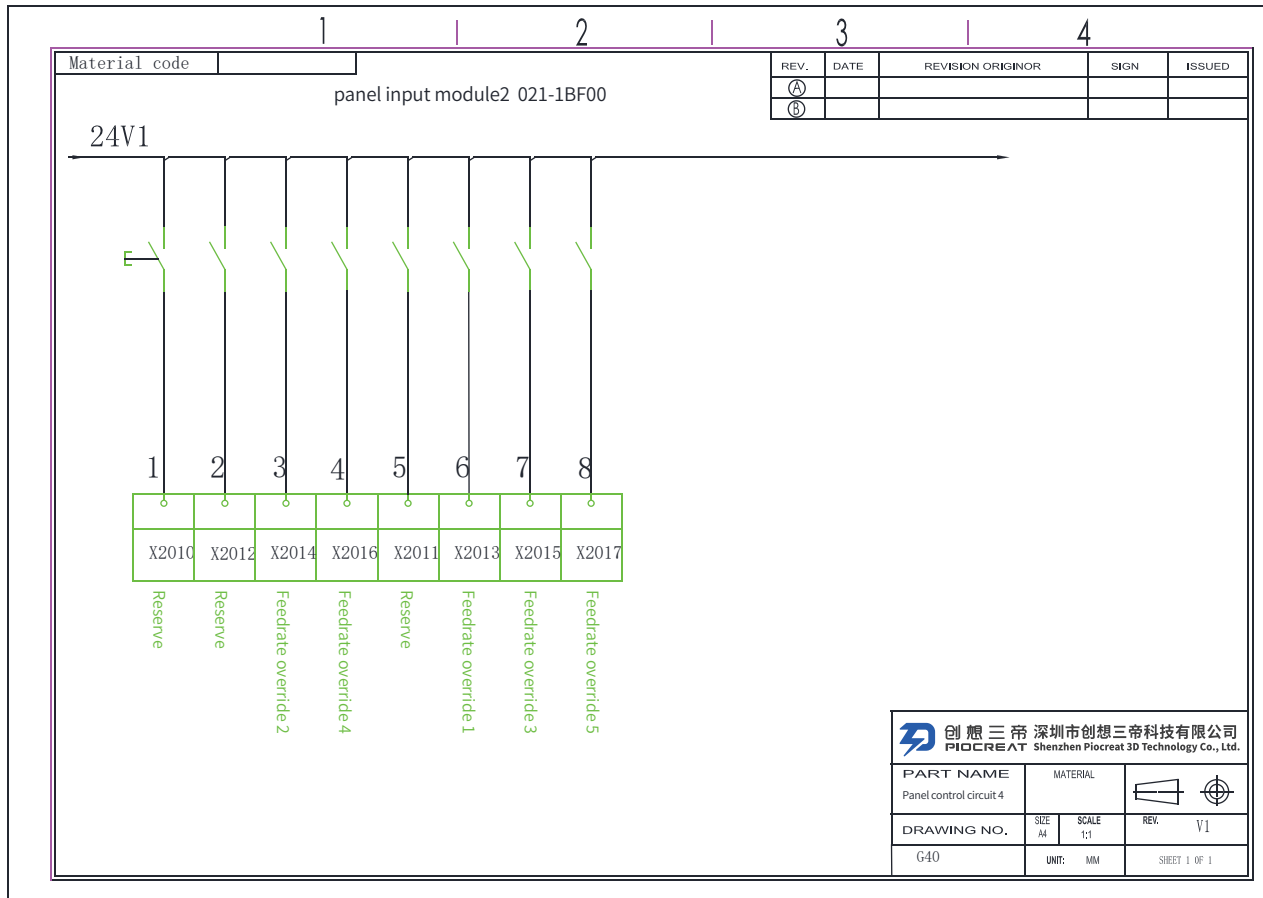 1 2 3 4
Material code
REV. DATE REVISION ORIGINOR SIGN ISSUED
A
B
panel input module2 021-1BF00
24V1
1 2 3 4 5 6 7 8
X2010 X2012 X2014 X2016 X2011 X2013 X2015 X2017
Reserve
Reserve
Feedrate override 2
Feedrate override 4
Reserve
Feedrate override 1
Feedrate override 3
Feedrate override 5
创想三帝 深圳市创想三帝科技有限公司
PIOCREAT Shenzhen Piocreat 3D Technology Co., Ltd.
PART NAME MATERIAL
Panel control circuit 4
DRAWING NO. SIZE SCALE REV. V1
A4 1:1
G40 UNIT: MM SHEET 1 OF 1